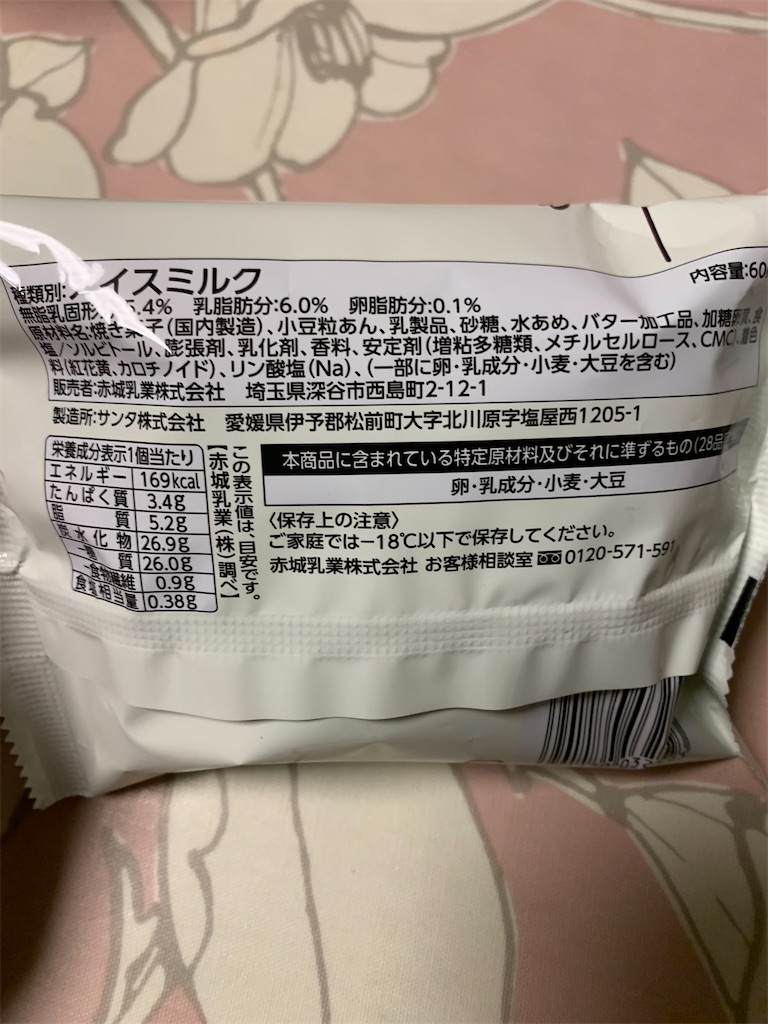 種類別:アイスミルク 内容量:60
無脂乳固形 5.4% 乳脂肪分:6.0% 卵脂肪分:0.1%
原材料名:焼き菓子(国内製造)、小豆粒あん、乳製品、砂糖、水あめ、バター加工品、加糖卵黄、食
塩/ソルビトール、膨張剤、乳化剤、香料、安定剤(増粘多糖類、メチルセルロース、CMC)、着色
料(紅花黄、カロチノイド)、リン酸塩(Na)、(一部に卵・乳成分・小麦・大豆を含む)
販売者:赤城乳業株式会社 埼玉県深谷市西島町2-12-1
製造所:サンタ株式会社 愛媛県伊予郡松前町大字北川原字塩屋西1205-1
栄養成分表示1個当たり
エネルギー 169kcal
たんぱく質 3.4g
脂質 5.2g
炭水化物 26.9g
-糖質 26.0g
-食物繊維 0.9g
食塩相当量 0.38g
この表示値は、目安です。
【赤城乳業(株)調べ】
本商品に含まれている特定原材料及びそれに準ずるもの(28品
卵・乳成分・小麦・大豆
〈保存上の注意〉
ご家庭では-18℃以下で保存してください。
赤城乳業株式会社 お客様相談室 0120-571-591